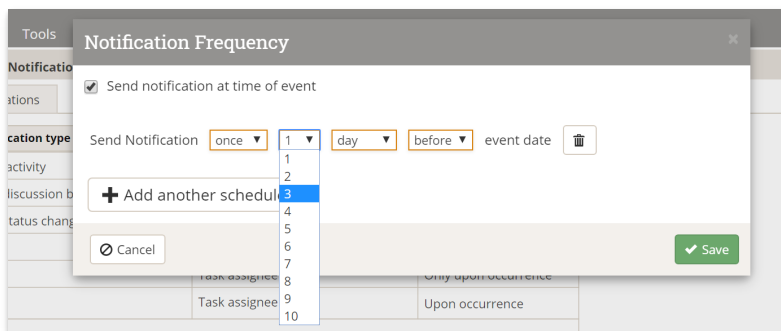 Tools
Notification Frequency
×
Notificatio
Send notification at time of event
ations
cation type
Send Notification once 1 day before event date
activity
discussion b
tatus chang
1
2
3
4
5
6
7
8
9
10
Add another schedul
Cancel
Save
Task assignee
Only upon occurrence
Task assignee
Upon occurrence